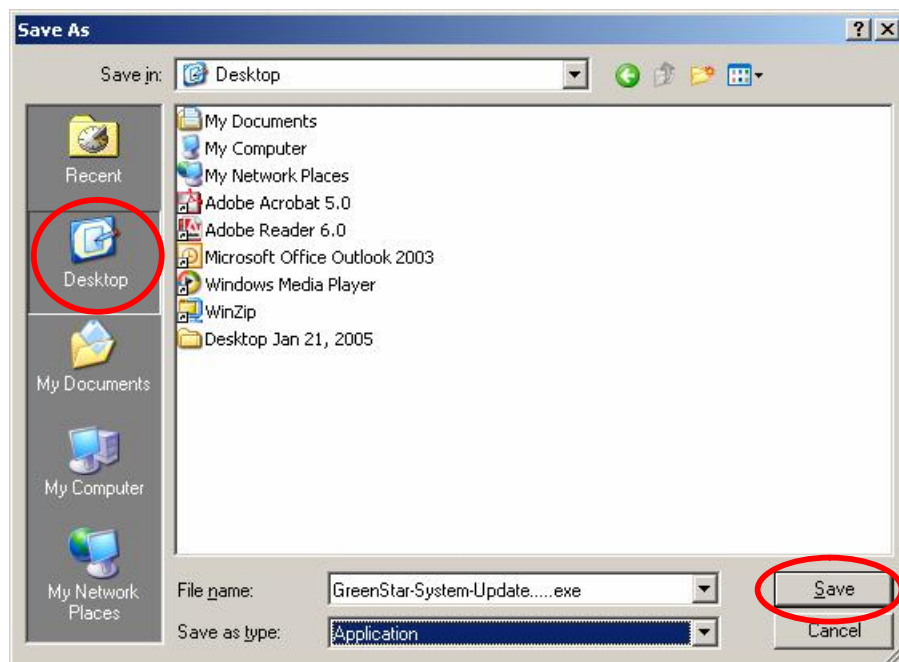 Save As
Save in:
Desktop
Recent
Desktop
My Documents
My Computer
My Network
Places
My Documents
My Computer
My Network Places
Adobe Acrobat 5.0
Adobe Reader 6.0
Microsoft Office Outlook 2003
Windows Media Player
WinZip
Desktop Jan 21, 2005
File name:
GreenStar-System-Update.....exe
Save
Save as type:
Application
Cancel